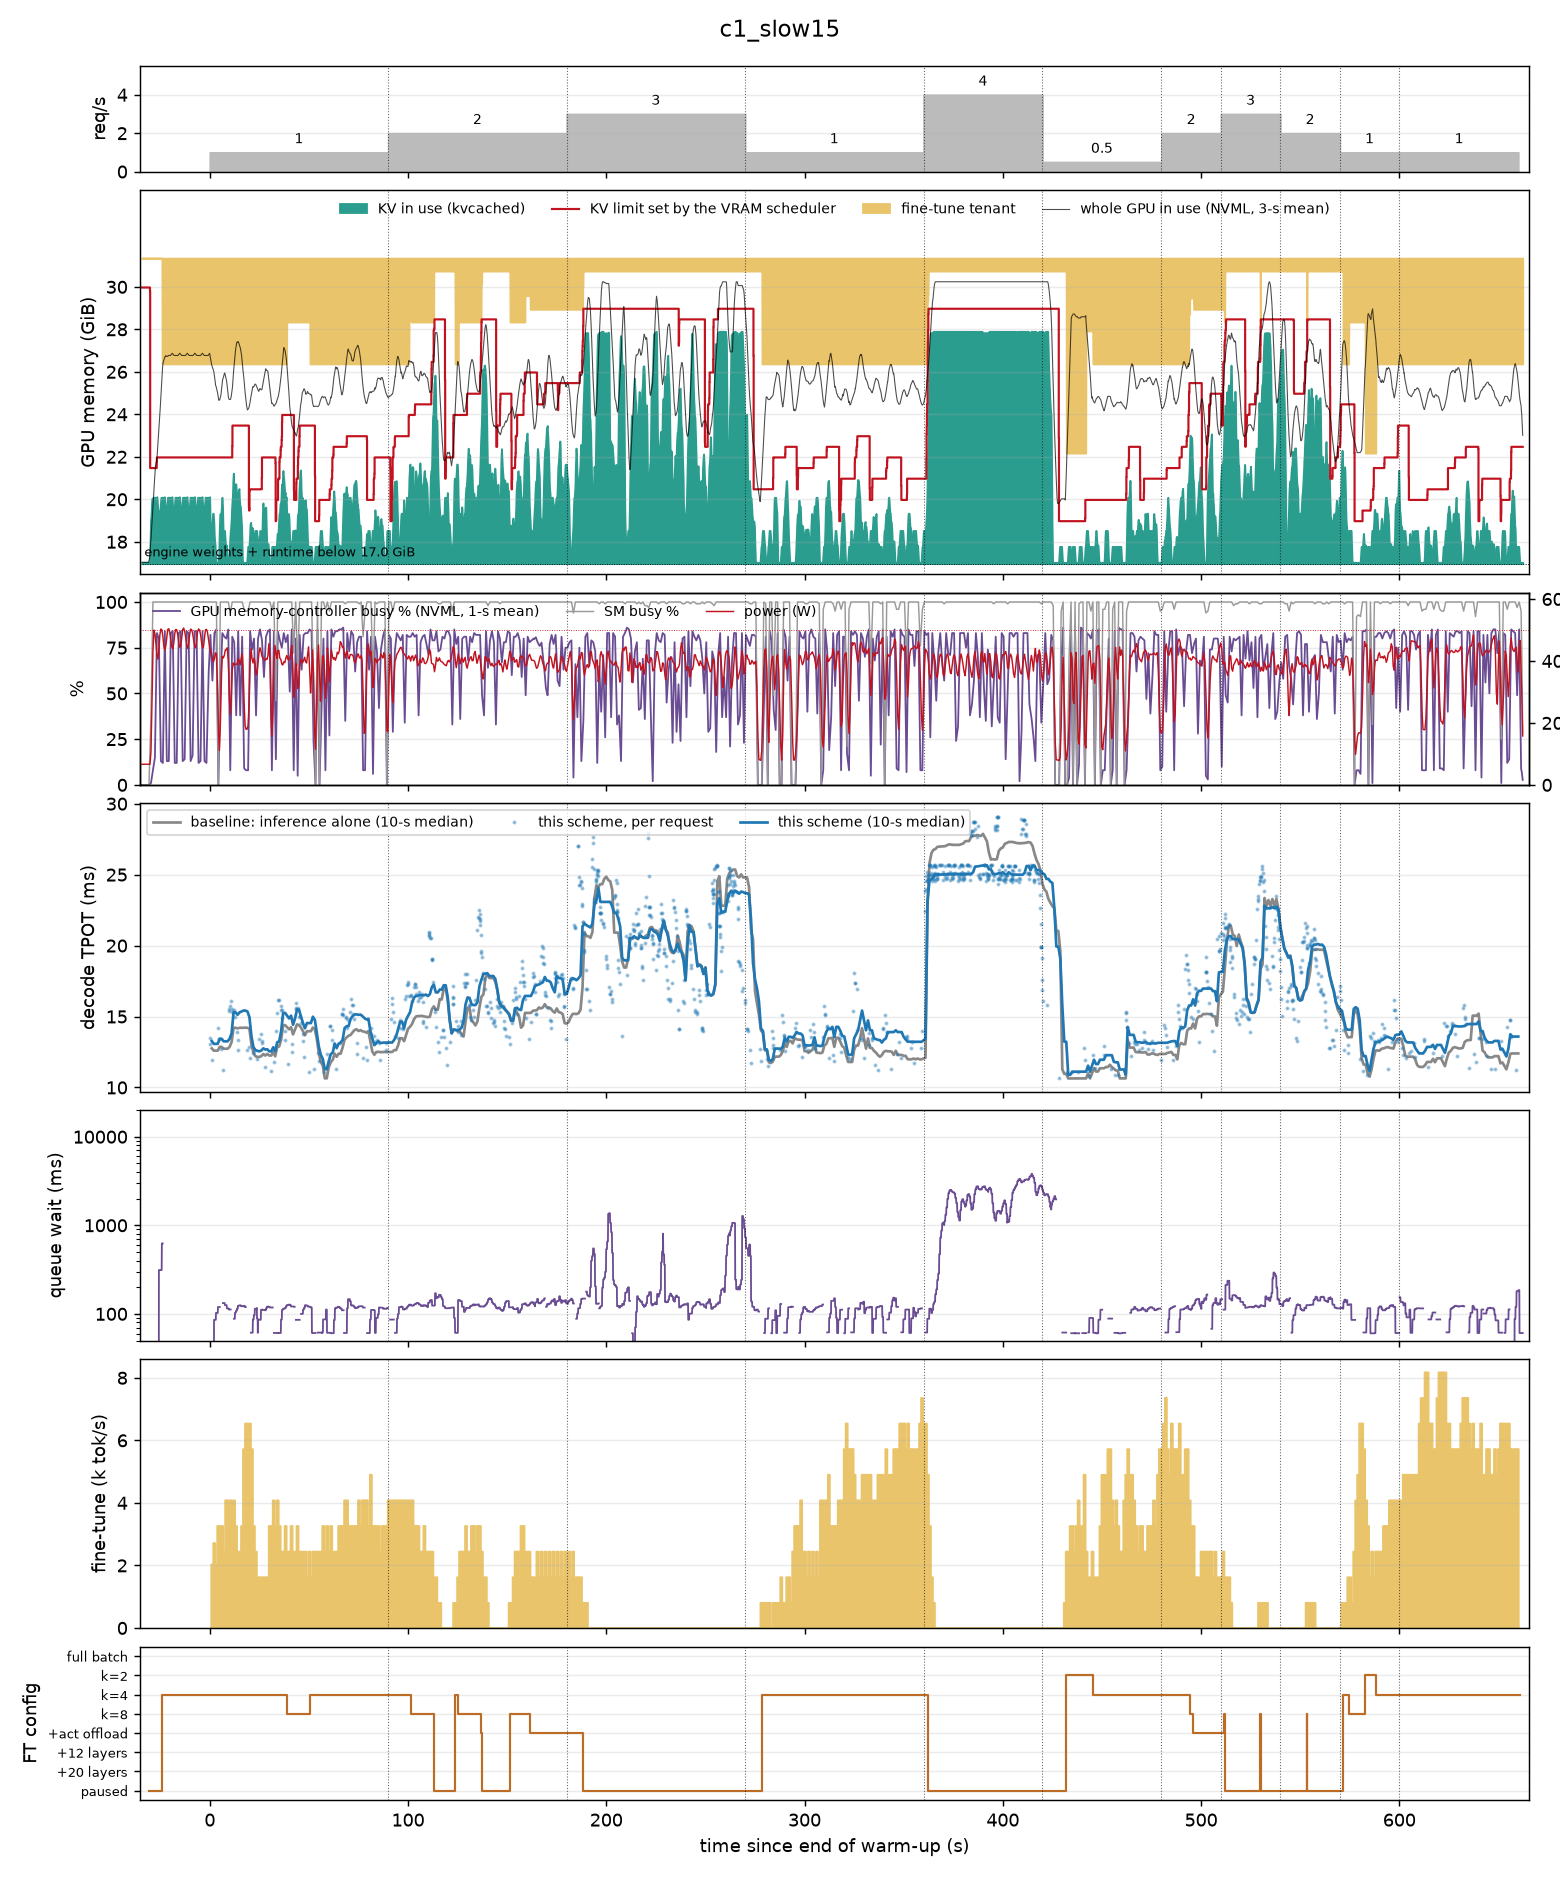 c1_slow15
req/s
4
2
0
1
2
3
1
4
0.5
2
3
2
1
1
GPU memory (GiB)
30
28
26
24
22
20
18
KV in use (kvcached)
KV limit set by the VRAM scheduler
fine-tune tenant
whole GPU in use (NVML, 3-s mean)
engine weights + runtime below 17.0 GiB
%
100
75
50
25
0
GPU memory-controller busy % (NVML, 1-s mean)
SM busy %
power (W)
0
decode TPOT (ms)
30
25
20
15
10
baseline: inference alone (10-s median)
this scheme, per request
this scheme (10-s median)
queue wait (ms)
10000
1000
100
fine-tune (k tok/s)
8
6
4
2
0
FT config
full batch
k=2
k=4
k=8
+act offload
+12 layers
+20 layers
paused
0
100
200
300
400
500
600
time since end of warm-up (s)